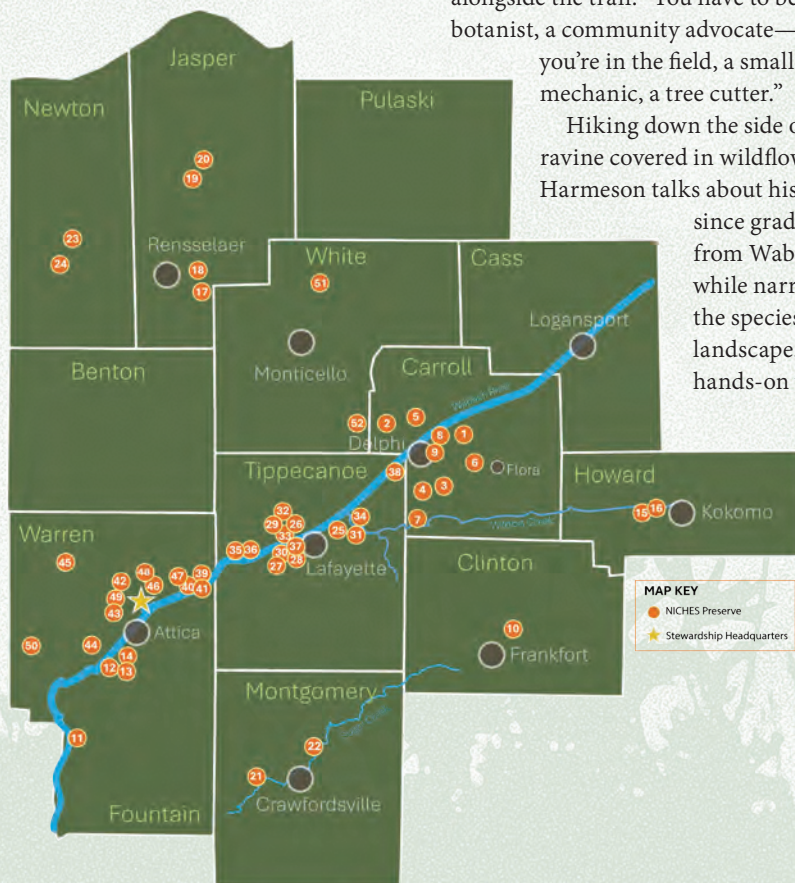 alongside the trail. "You have to be
botanist, a community advocate—
you're in the field, a small
mechanic, a tree cutter."
Hiking down the side o
ravine covered in wildflow
Harmeson talks about his
since grad
from Wab
while narr
the species
landscape.
hands-on
Jasper
Newton
Pulaski
20
19
23
24
Rensselaer
18
17
White
51
Cass
Logansport
Monticello
Benton
Carroll
Wabash River
52
2
5
8
1
Delphi
9
6
Flora
38
4
3
7
Tippecanoe
Howard
15
16
Kokomo
32
29
26
33
34
25
31
35
36
30
37
27
28
Lafayette
Wildcat Creek
Warren
45
42
48
46
47
39
40
41
49
43
Attica
50
44
14
12
13
11
Fountain
Clinton
10
Frankfort
Montgomery
22
21
Crawfordsville
MAP KEY
NICHES Preserve
Stewardship Headquarters